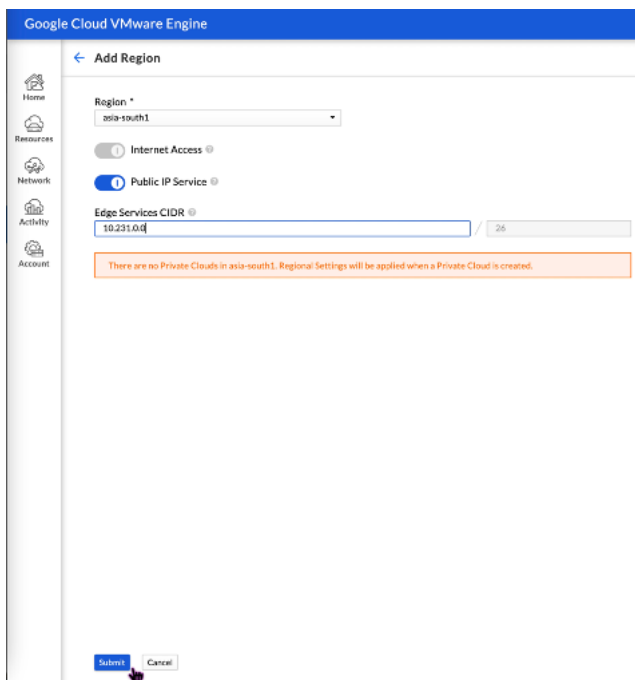 Google Cloud VMware Engine
Add Region
Home
Resources
Network
Activity
Account
Region *
asia-south1
Internet Access
Public IP Service
Edge Services CIDR
10.231.0.0 / 26
There are no Private Clouds in asia-south1. Regional Settings will be applied when a Private Cloud is created.
Submit Cancel